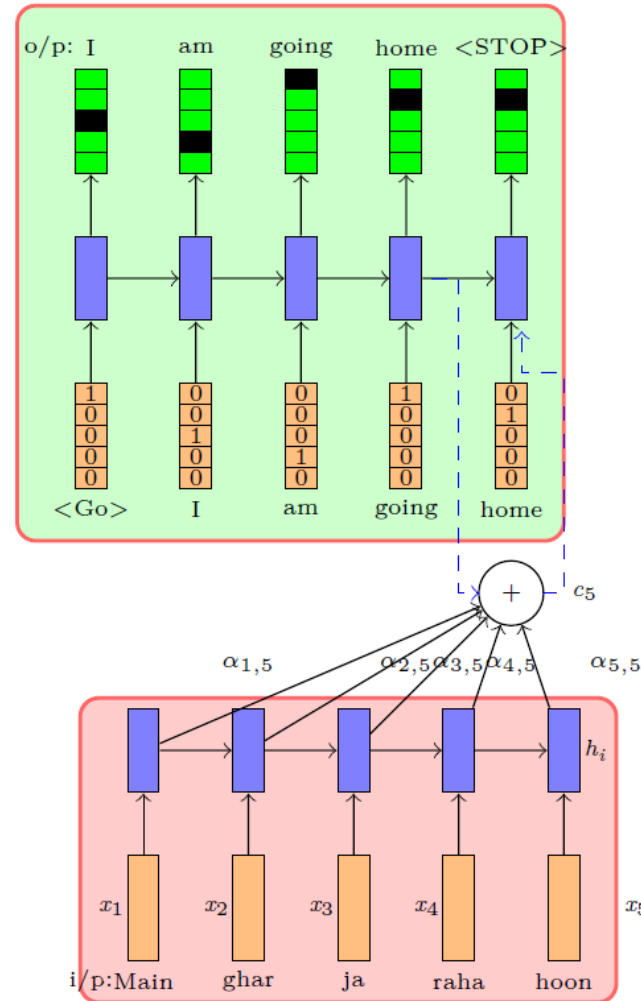 o/p: I am going home <STOP>
1 0 0 1 0
0 0 0 0 1
0 1 0 0 0
0 0 1 0 0
0 0 0 0 0
<Go> I am going home
+ c₅
α₁,₅ α₂,₅ α₃,₅ α₄,₅ α₅,₅
hᵢ
x₁ x₂ x₃ x₄ x₅
i/p:Main ghar ja raha hoon